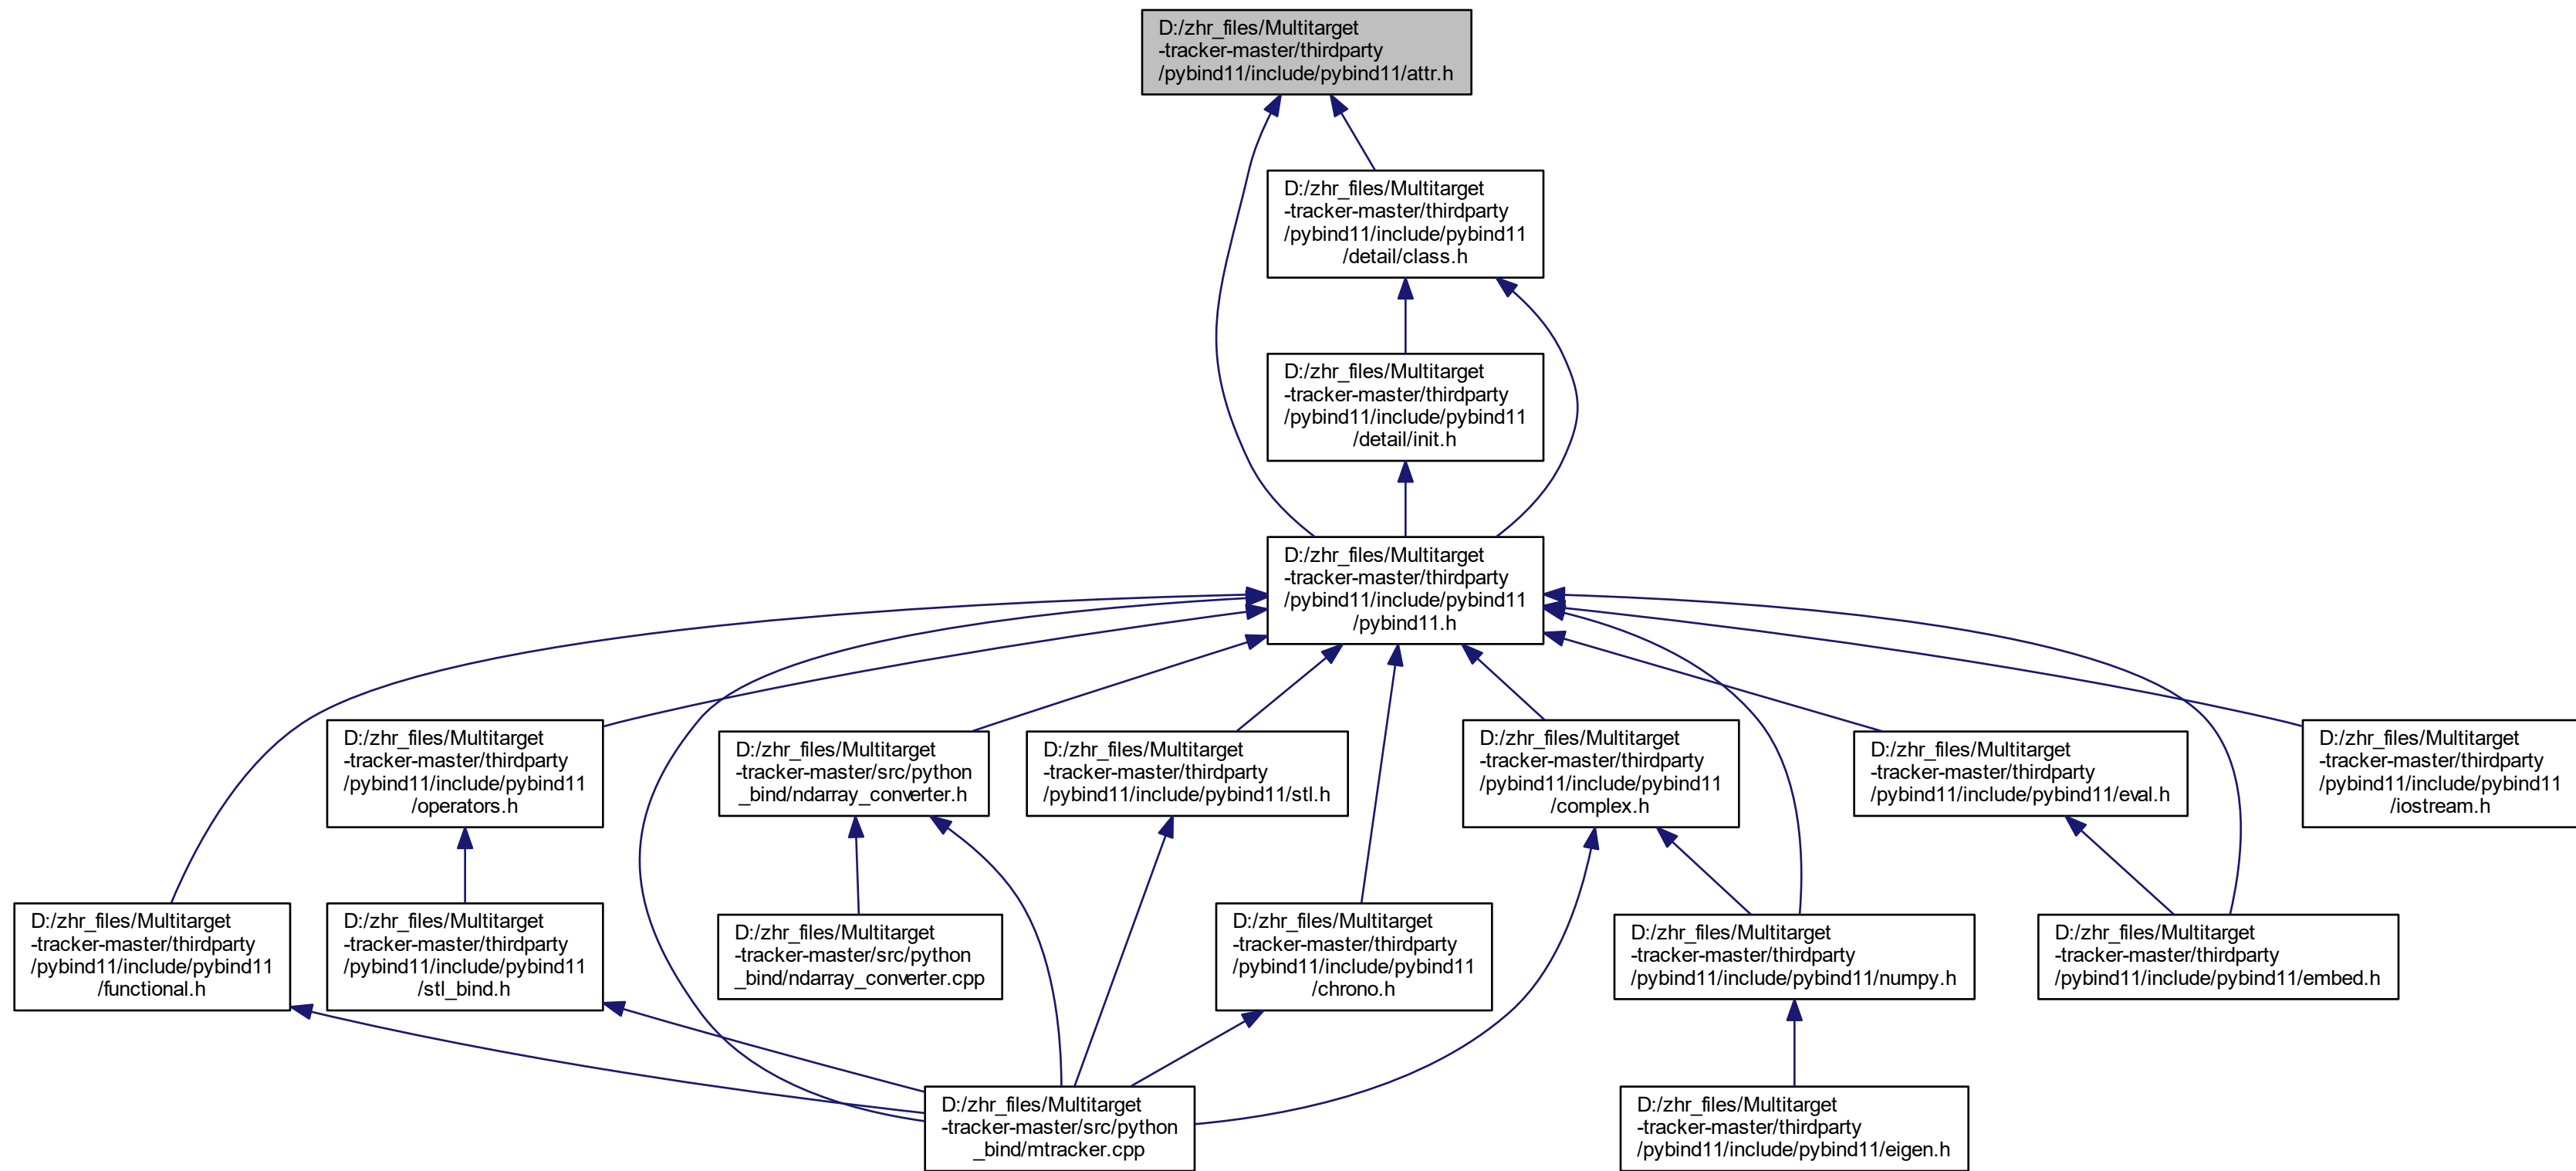 D:/zhr_files/Multitarget
-tracker-master/thirdparty
/pybind11/include/pybind11/attr.h
D:/zhr_files/Multitarget
-tracker-master/thirdparty
/pybind11/include/pybind11
/detail/class.h
D:/zhr_files/Multitarget
-tracker-master/thirdparty
/pybind11/include/pybind11
/detail/init.h
D:/zhr_files/Multitarget
-tracker-master/thirdparty
/pybind11/include/pybind11
/pybind11.h
D:/zhr_files/Multitarget
-tracker-master/thirdparty
/pybind11/include/pybind11
/operators.h
D:/zhr_files/Multitarget
-tracker-master/src/python
_bind/ndarray_converter.h
D:/zhr_files/Multitarget
-tracker-master/thirdparty
/pybind11/include/pybind11/stl.h
D:/zhr_files/Multitarget
-tracker-master/thirdparty
/pybind11/include/pybind11
/complex.h
D:/zhr_files/Multitarget
-tracker-master/thirdparty
/pybind11/include/pybind11/eval.h
D:/zhr_files/Multitarget
-tracker-master/thirdparty
/pybind11/include/pybind11
/iostream.h
D:/zhr_files/Multitarget
-tracker-master/thirdparty
/pybind11/include/pybind11
/functional.h
D:/zhr_files/Multitarget
-tracker-master/thirdparty
/pybind11/include/pybind11
/stl_bind.h
D:/zhr_files/Multitarget
-tracker-master/src/python
_bind/ndarray_converter.cpp
D:/zhr_files/Multitarget
-tracker-master/thirdparty
/pybind11/include/pybind11
/chrono.h
D:/zhr_files/Multitarget
-tracker-master/thirdparty
/pybind11/include/pybind11/numpy.h
D:/zhr_files/Multitarget
-tracker-master/thirdparty
/pybind11/include/pybind11/embed.h
D:/zhr_files/Multitarget
-tracker-master/src/python
_bind/mtracker.cpp
D:/zhr_files/Multitarget
-tracker-master/thirdparty
/pybind11/include/pybind11/eigen.h